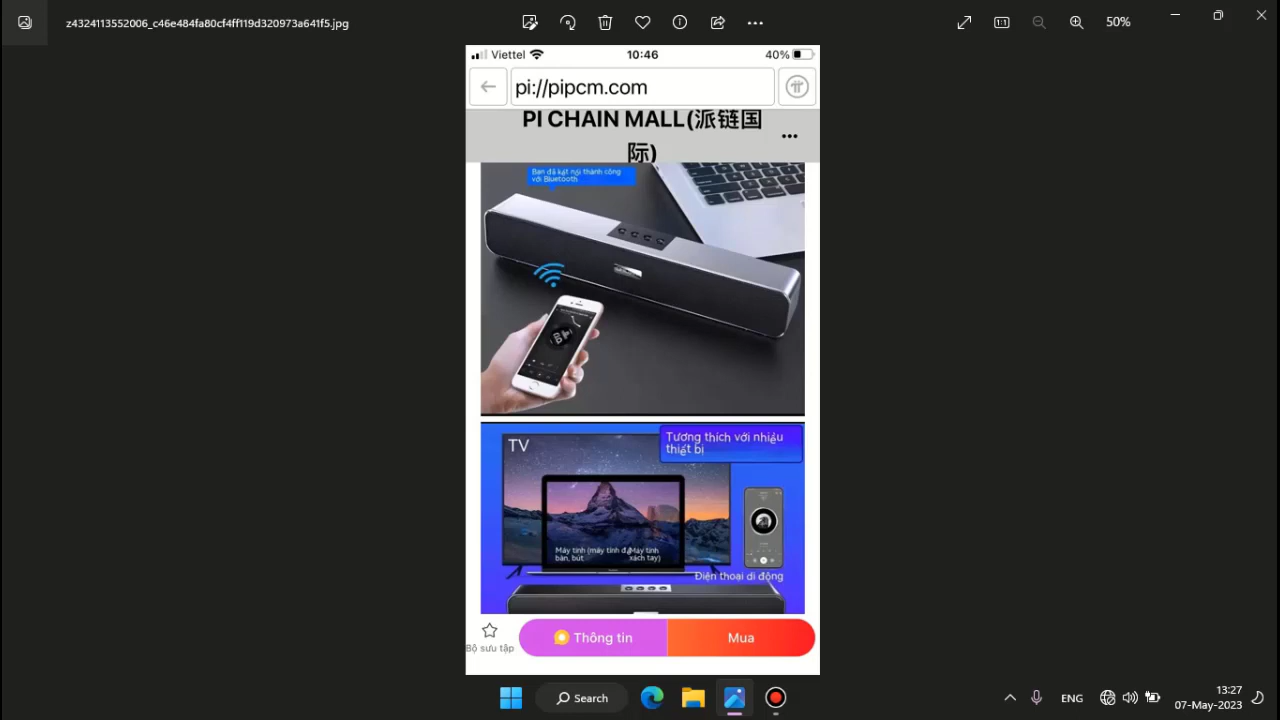 z4324113552006_c46e484fa80cf4ff119d320973a641f5.jpg
50%
Viettel
10:46
40%
pi://pipcm.com
PI CHAIN MALL(派链国
际)
Bạn đã kết nối thành công
với Bluetooth
TV
Tương thích với nhiều
thiết bị
Máy tính (máy tính để
bàn, bút
Máy tính
xách tay)
Điện thoại di động
Bộ sưu tập
Thông tin
Mua
Search
ENG
13:27
07-May-2023